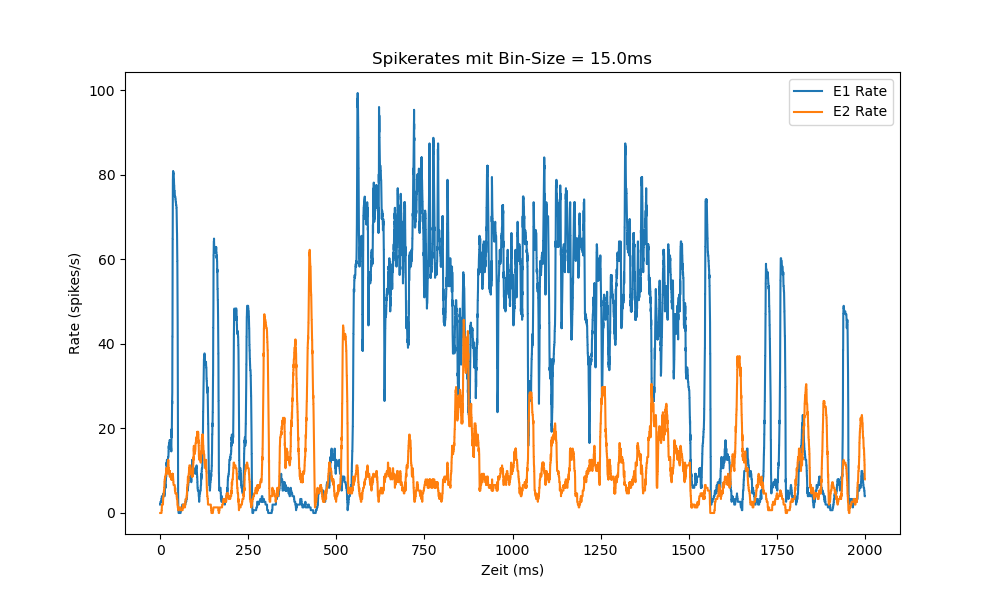 Spikerates mit Bin-Size = 15.0ms
E1 Rate
E2 Rate
100
80
60
40
20
0
Rate (spikes/s)
0 250 500 750 1000 1250 1500 1750 2000
Zeit (ms)